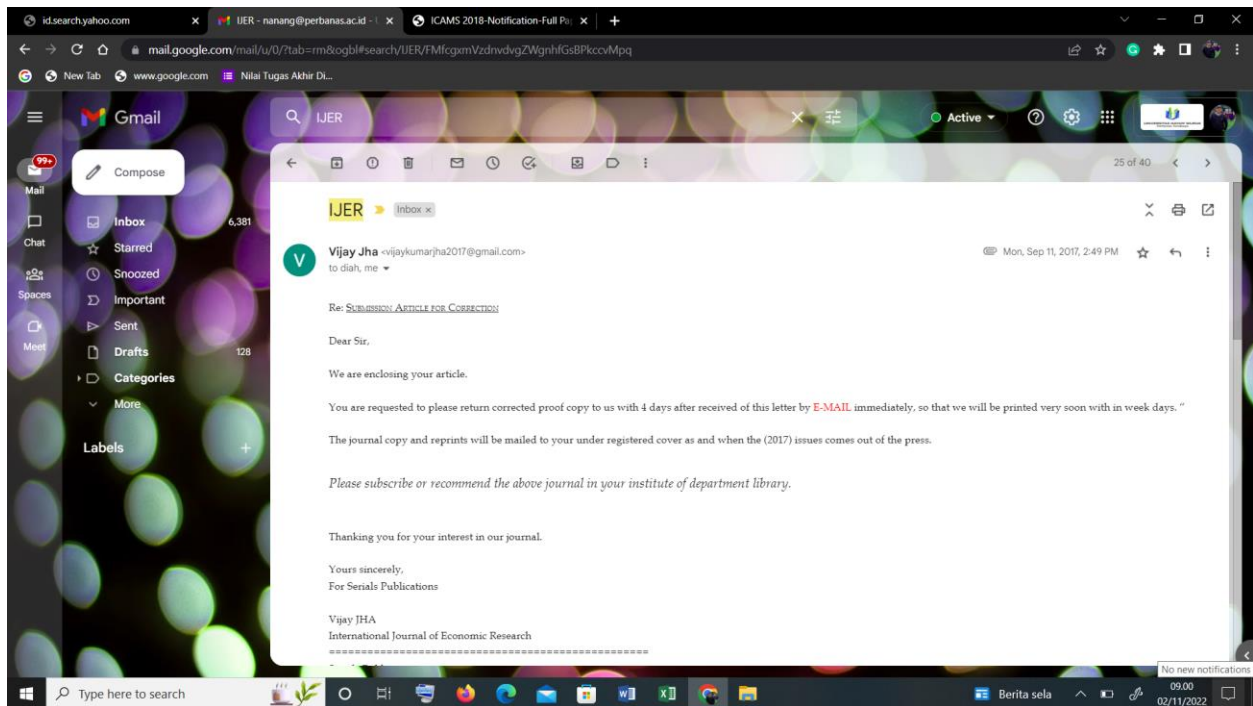 id.search.yahoo.com
IJER - nanang@perbanas.ac.id - U
ICAMS 2018-Notification-Full Pap
mail.google.com/mail/u/0/?tab=rm&ogbl#search/IJER/FMfcgxmVzdnvdvgZWgnhfGsBPkccvMpq
New Tab
www.google.com
Nilai Tugas Akhir Di...
Gmail
IJER
Active
99+
Mail
Compose
25 of 40
Chat
Spaces
Meet
Inbox 6,381
Starred
Snoozed
Important
Sent
Drafts 128
Categories
More
Labels
IJER
Inbox ×
V
Vijay Jha <vijaykumarjha2017@gmail.com>
Mon, Sep 11, 2017, 2:49 PM
to diah, me
Re: SUBMISSION ARTICLE FOR CORRECTION
Dear Sir,
We are enclosing your article.
You are requested to please return corrected proof copy to us with 4 days after received of this letter by E-MAIL immediately, so that we will be printed very soon with in week days. “
The journal copy and reprints will be mailed to your under registered cover as and when the (2017) issues comes out of the press.
Please subscribe or recommend the above journal in your institute of department library.
Thanking you for your interest in our journal.
Yours sincerely,
For Serials Publications
Vijay JHA
International Journal of Economic Research
==================================================
No new notifications
Type here to search
Berita sela
09.00
02/11/2022